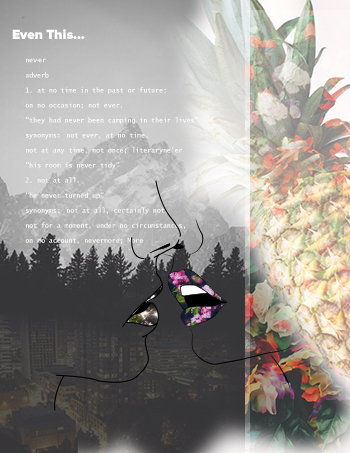 Even This...
never
adverb
1. at no time in the past or future;
on no occasion; not ever.
"they had never been camping in their lives"
synonyms: not ever, at no time,
not at any time, not once; literaryne'er
"his room is never tidy"
2. not at all.
"he never turned up"
synonyms: not at all, certainly not,
not for a moment, under no circumstances,
on no account, nevermore; More